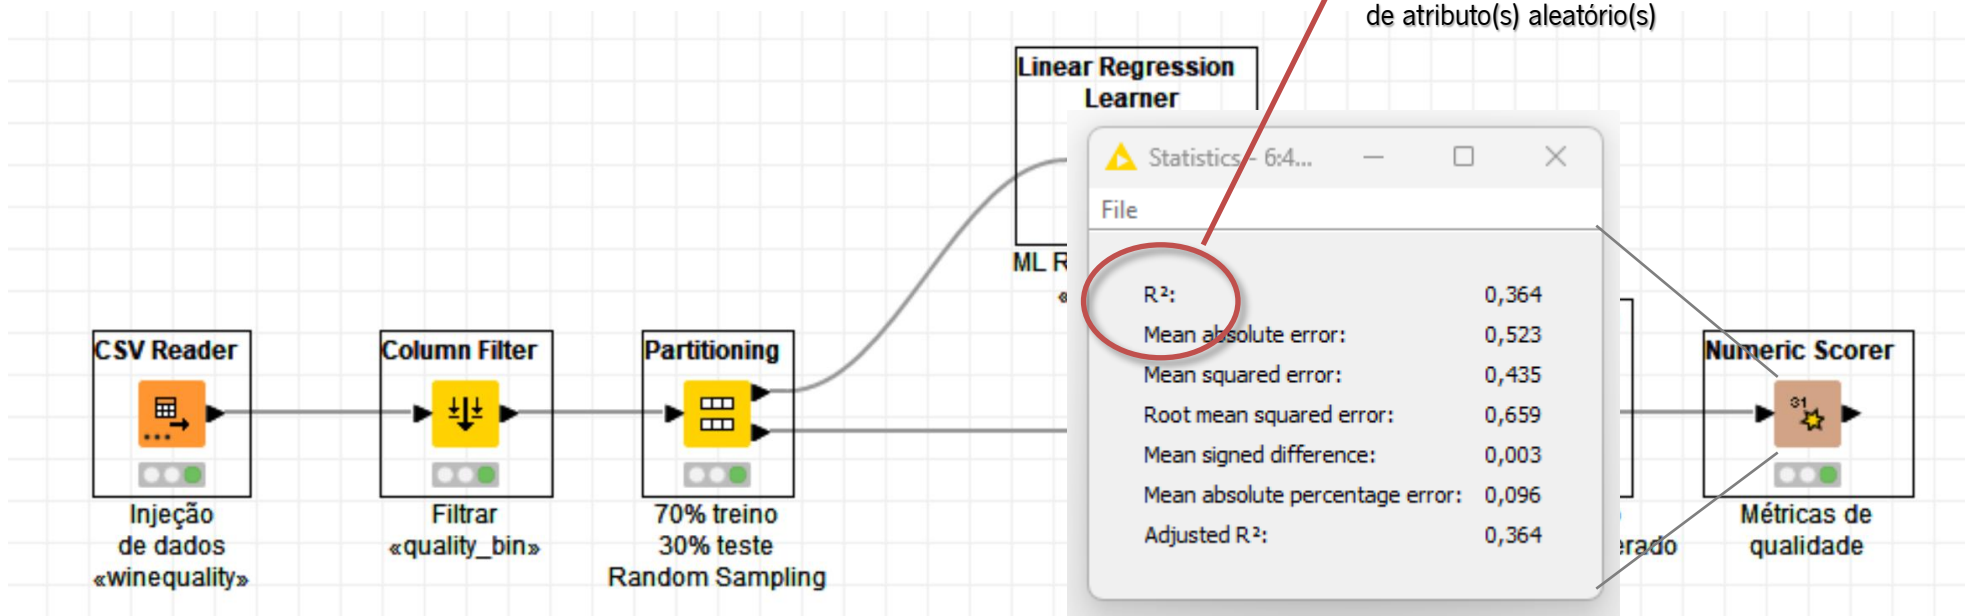 de atributo(s) aleatório(s)
Linear Regression
Learner
Statistics - 6:4...
File
ML R
R²: 0,364
Mean absolute error: 0,523
Mean squared error: 0,435
Root mean squared error: 0,659
Mean signed difference: 0,003
Mean absolute percentage error: 0,096
Adjusted R²: 0,364
CSV Reader
Injeção
de dados
«winequality»
Column Filter
Filtrar
«quality_bin»
Partitioning
70% treino
30% teste
Random Sampling
erado
Numeric Scorer
31
Métricas de
qualidade